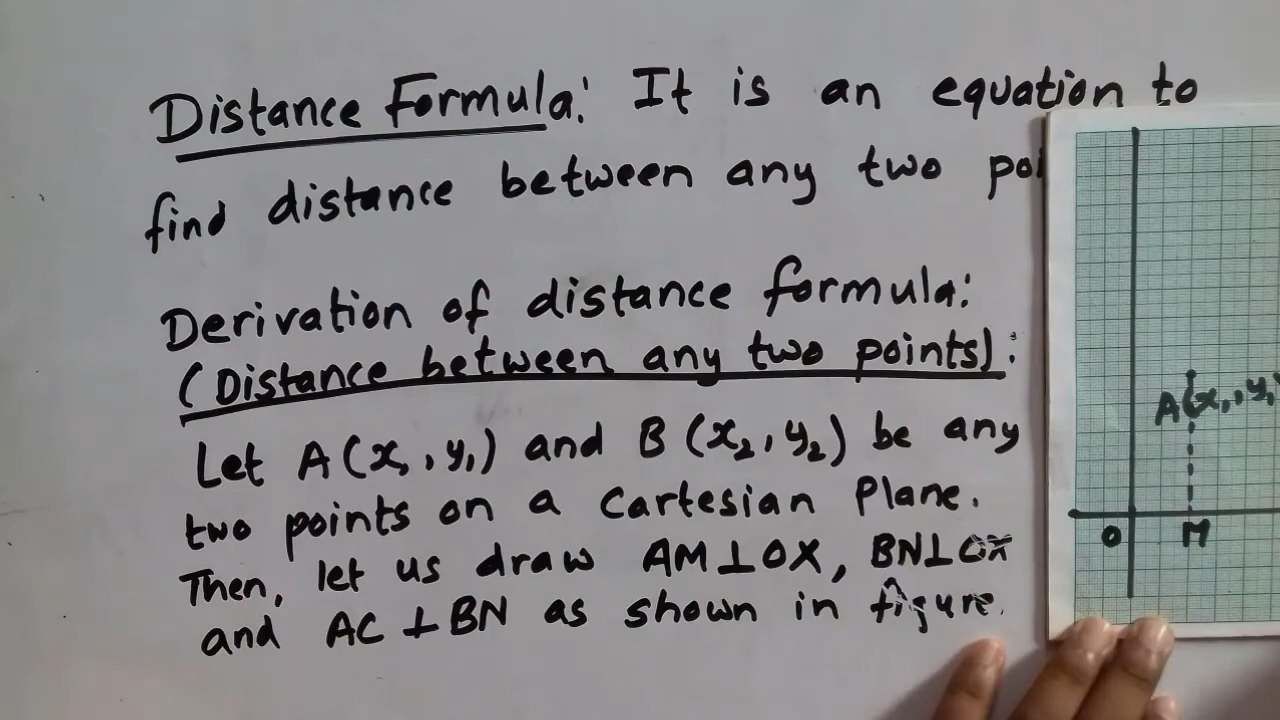 Distance Formula: It is an equation to
find distance between any two poi
Derivation of distance formula:
(Distance between any two points):
Let A(x₁, y₁) and B(x₂, y₂) be any
two points on a Cartesian Plane.
Then, let us draw AM⊥OX, BN⊥OX
and AC⊥BN as shown in figure.
A(x₁, y₁
O M